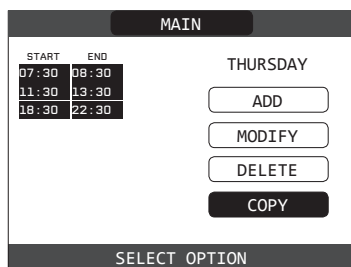 MAIN
START END
07:30 08:30
11:30 13:30
18:30 22:30
THURSDAY
ADD
MODIFY
DELETE
COPY
SELECT OPTION